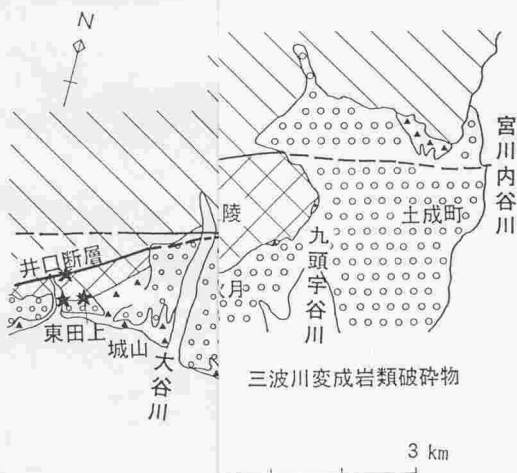 N
宮川内谷川
陵
土成町
九頭宇谷川
井口断層
月
東田上
城山
大谷川
三波川変成岩類破砕物
3 km